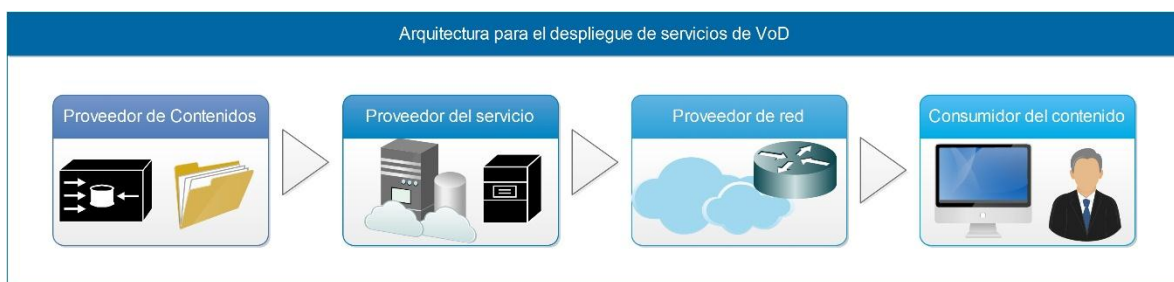 Arquitectura para el despliegue de servicios de VoD
Proveedor de Contenidos
Proveedor del servicio
Proveedor de red
Consumidor del contenido